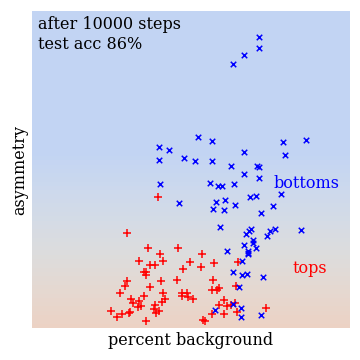 after 10000 steps
test acc 86%
asymmetry
bottoms
tops
percent background